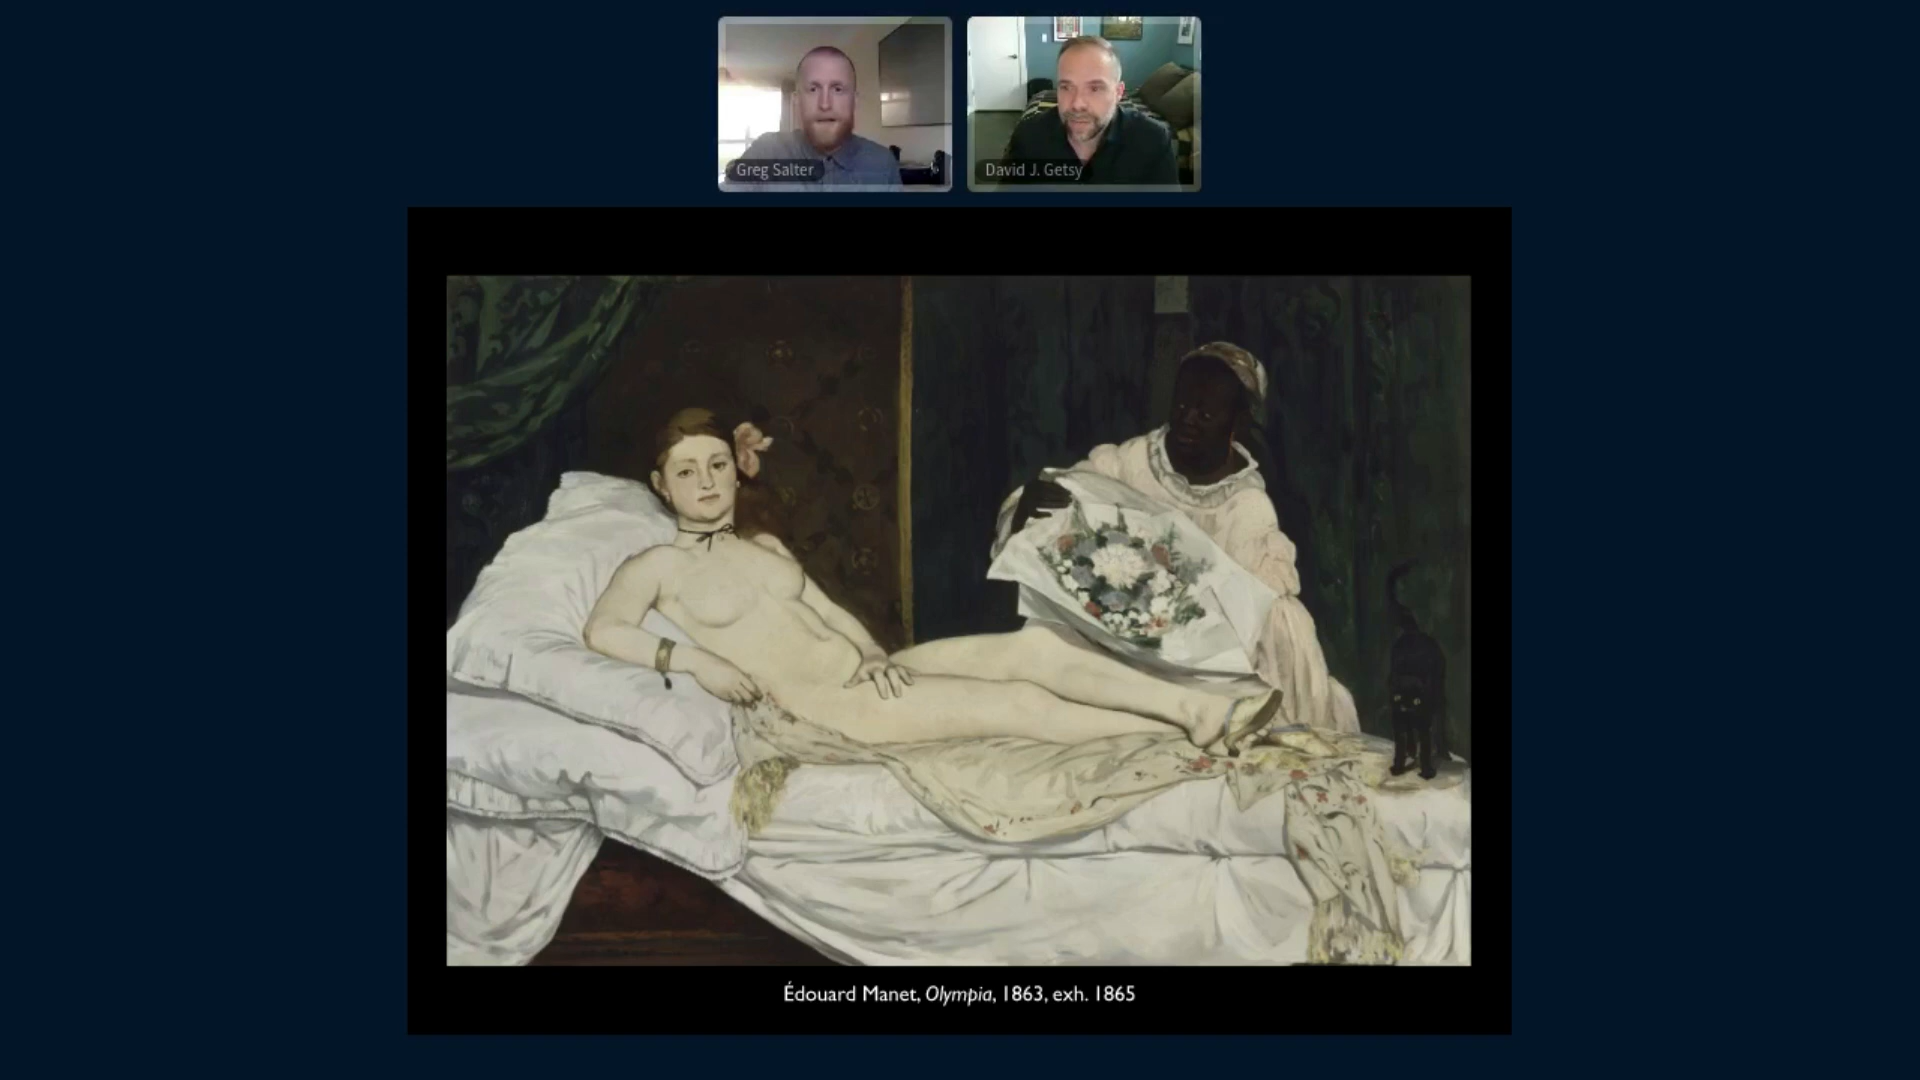 Greg Salter
David J. Getsy
Édouard Manet, Olympia, 1863, exh. 1865